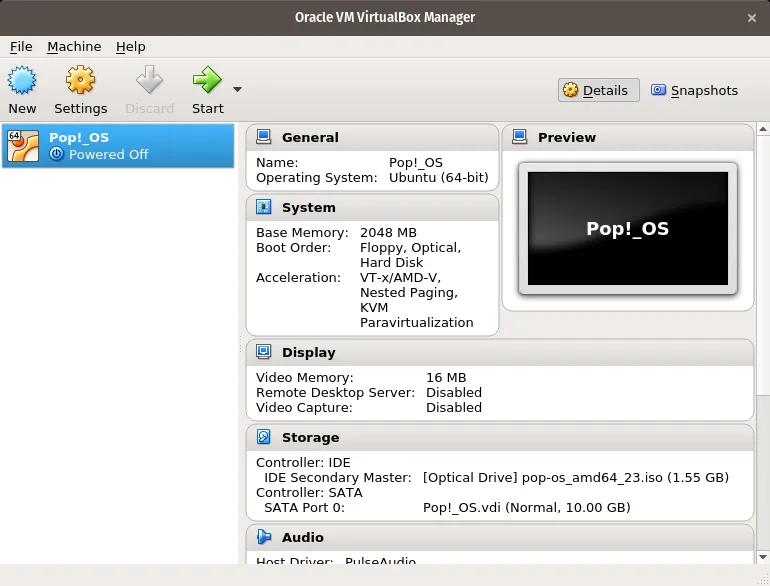 Oracle VM VirtualBox Manager
File Machine Help
New Settings Discard Start Details Snapshots
64 Pop!_OS
Powered Off
General
Name: Pop!_OS
Operating System: Ubuntu (64-bit)
Preview
Pop!_OS
System
Base Memory: 2048 MB
Boot Order: Floppy, Optical,
Hard Disk
Acceleration: VT-x/AMD-V,
Nested Paging,
KVM
Paravirtualization
Display
Video Memory: 16 MB
Remote Desktop Server: Disabled
Video Capture: Disabled
Storage
Controller: IDE
IDE Secondary Master: [Optical Drive] pop-os_amd64_23.iso (1.55 GB)
Controller: SATA
SATA Port 0: Pop!_OS.vdi (Normal, 10.00 GB)
Audio
Host Driver: PulseAudio